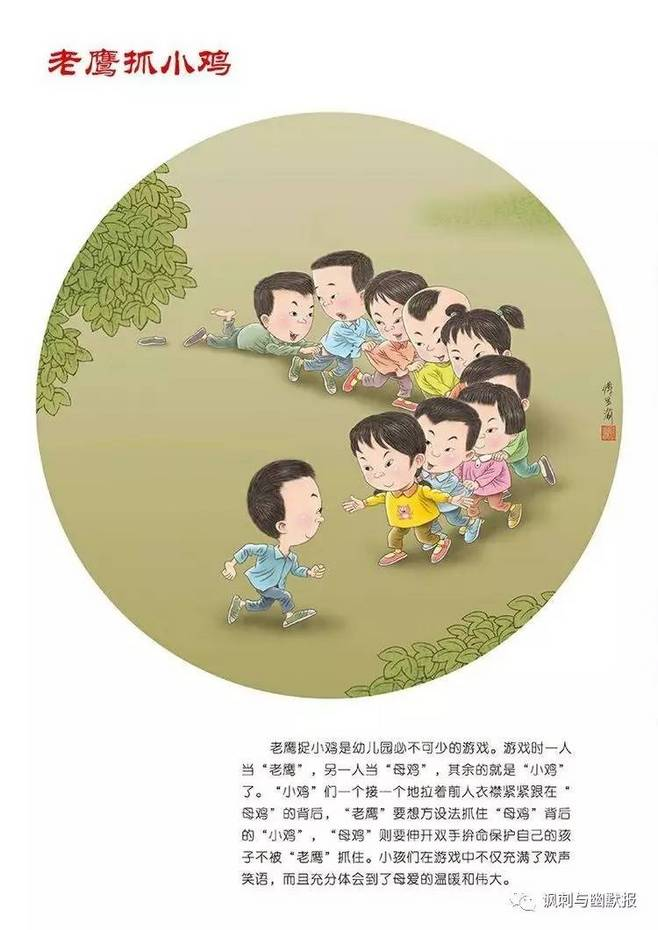 老鹰抓小鸡
老鹰捉小鸡是幼儿园必不可少的游戏。游戏时一人
当“老鹰”，另一人当“母鸡”，其余的就是“小鸡”
了。“小鸡”们一个接一个地拉着前人衣襟紧紧跟在“
母鸡”的背后，“老鹰”要想方设法抓住“母鸡”背后
的“小鸡”，“母鸡”则要伸开双手拚命保护自己的孩
子不被“老鹰”抓住。小孩们在游戏中不仅充满了欢声
笑语，而且充分体会到了母爱的温暖和伟大。
讽刺与幽默报